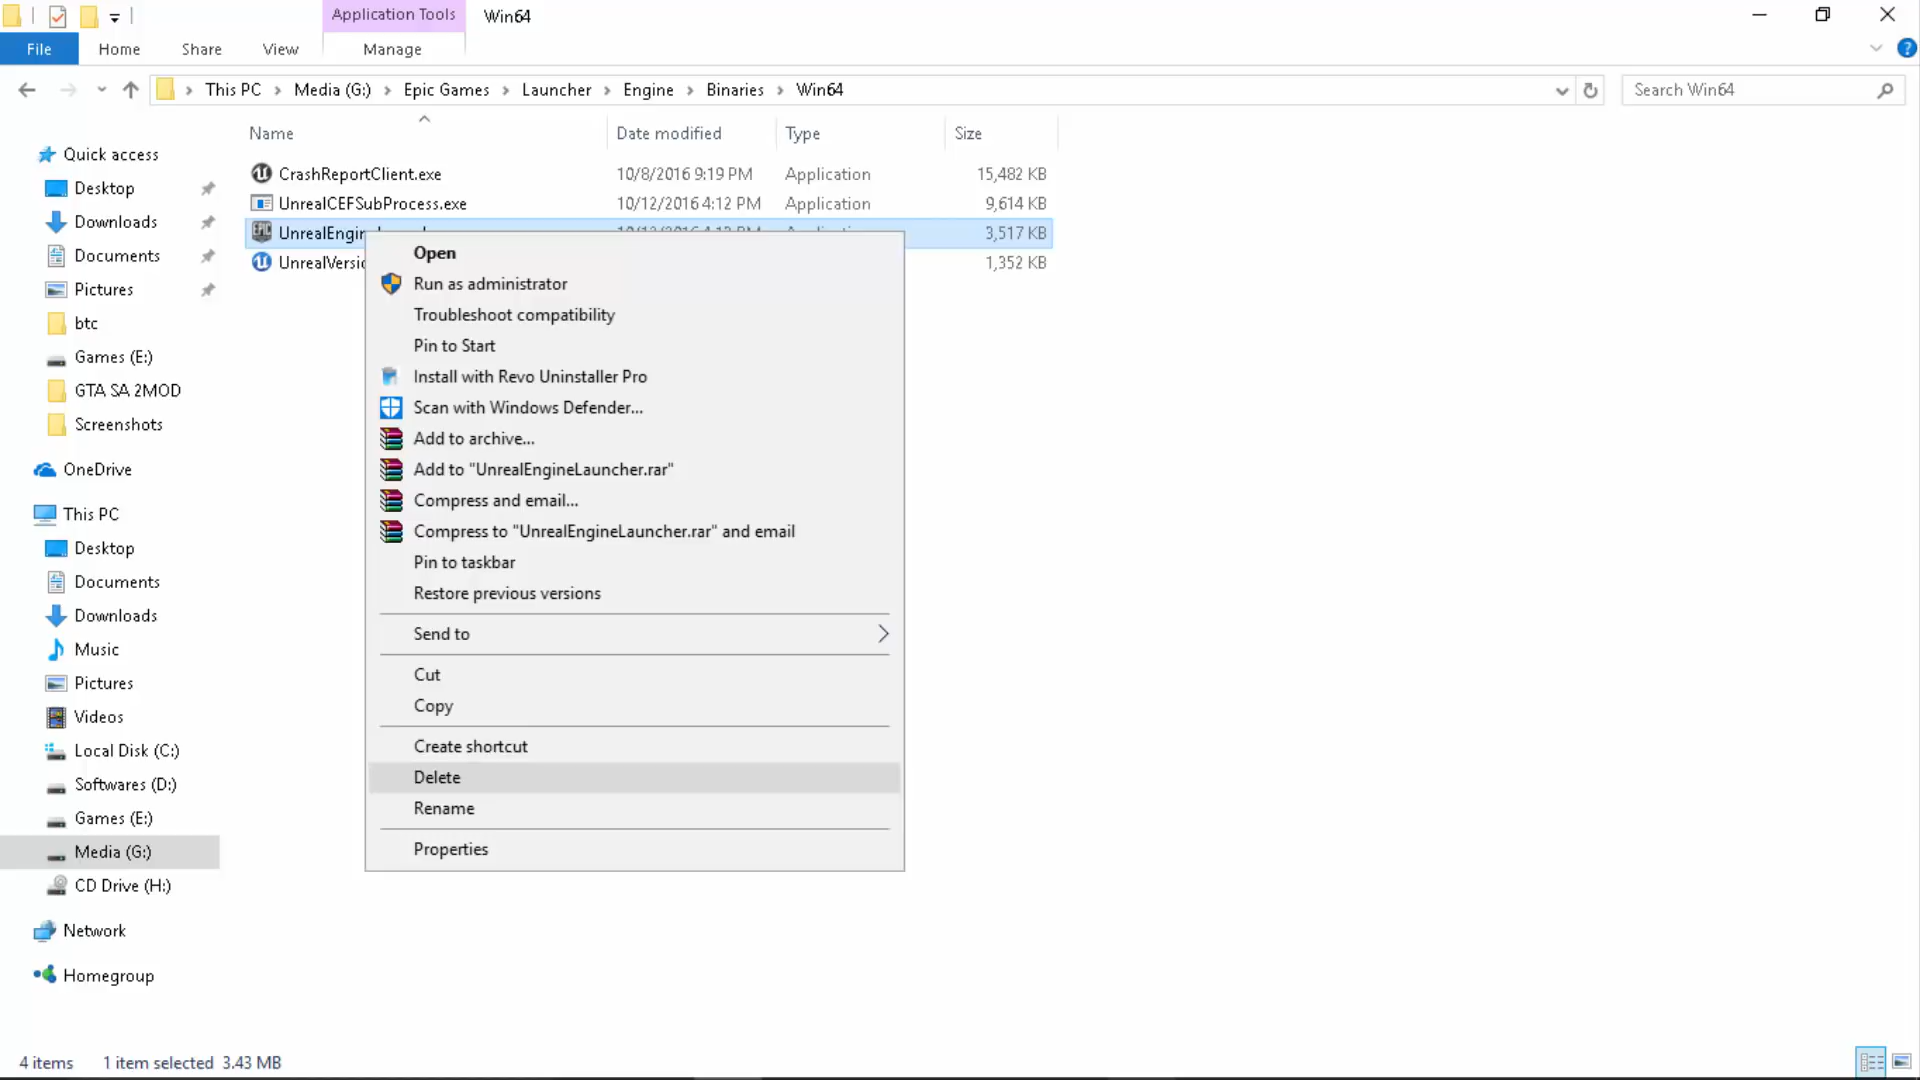 Application Tools
Win64
File
Home
Share
View
Manage
This PC
Media (G:)
Epic Games
Launcher
Engine
Binaries
Win64
Search Win64
Name
Date modified
Type
Size
CrashReportClient.exe
10/8/2016 9:19 PM
Application
15,482 KB
UnrealCEFSubProcess.exe
10/12/2016 4:12 PM
Application
9,614 KB
3,517 KB
1,352 KB
Quick access
Desktop
Downloads
Documents
Pictures
btc
Games (E:)
GTA SA 2MOD
Screenshots
OneDrive
This PC
Desktop
Documents
Downloads
Music
Pictures
Videos
Local Disk (C:)
Softwares (D:)
Games (E:)
Media (G:)
CD Drive (H:)
Network
Homegroup
Open
Run as administrator
Troubleshoot compatibility
Pin to Start
Install with Revo Uninstaller Pro
Scan with Windows Defender...
Add to archive...
Add to "UnrealEngineLauncher.rar"
Compress and email...
Compress to "UnrealEngineLauncher.rar" and email
Pin to taskbar
Restore previous versions
Send to
Cut
Copy
Create shortcut
Delete
Rename
Properties
4 items
1 item selected 3.43 MB